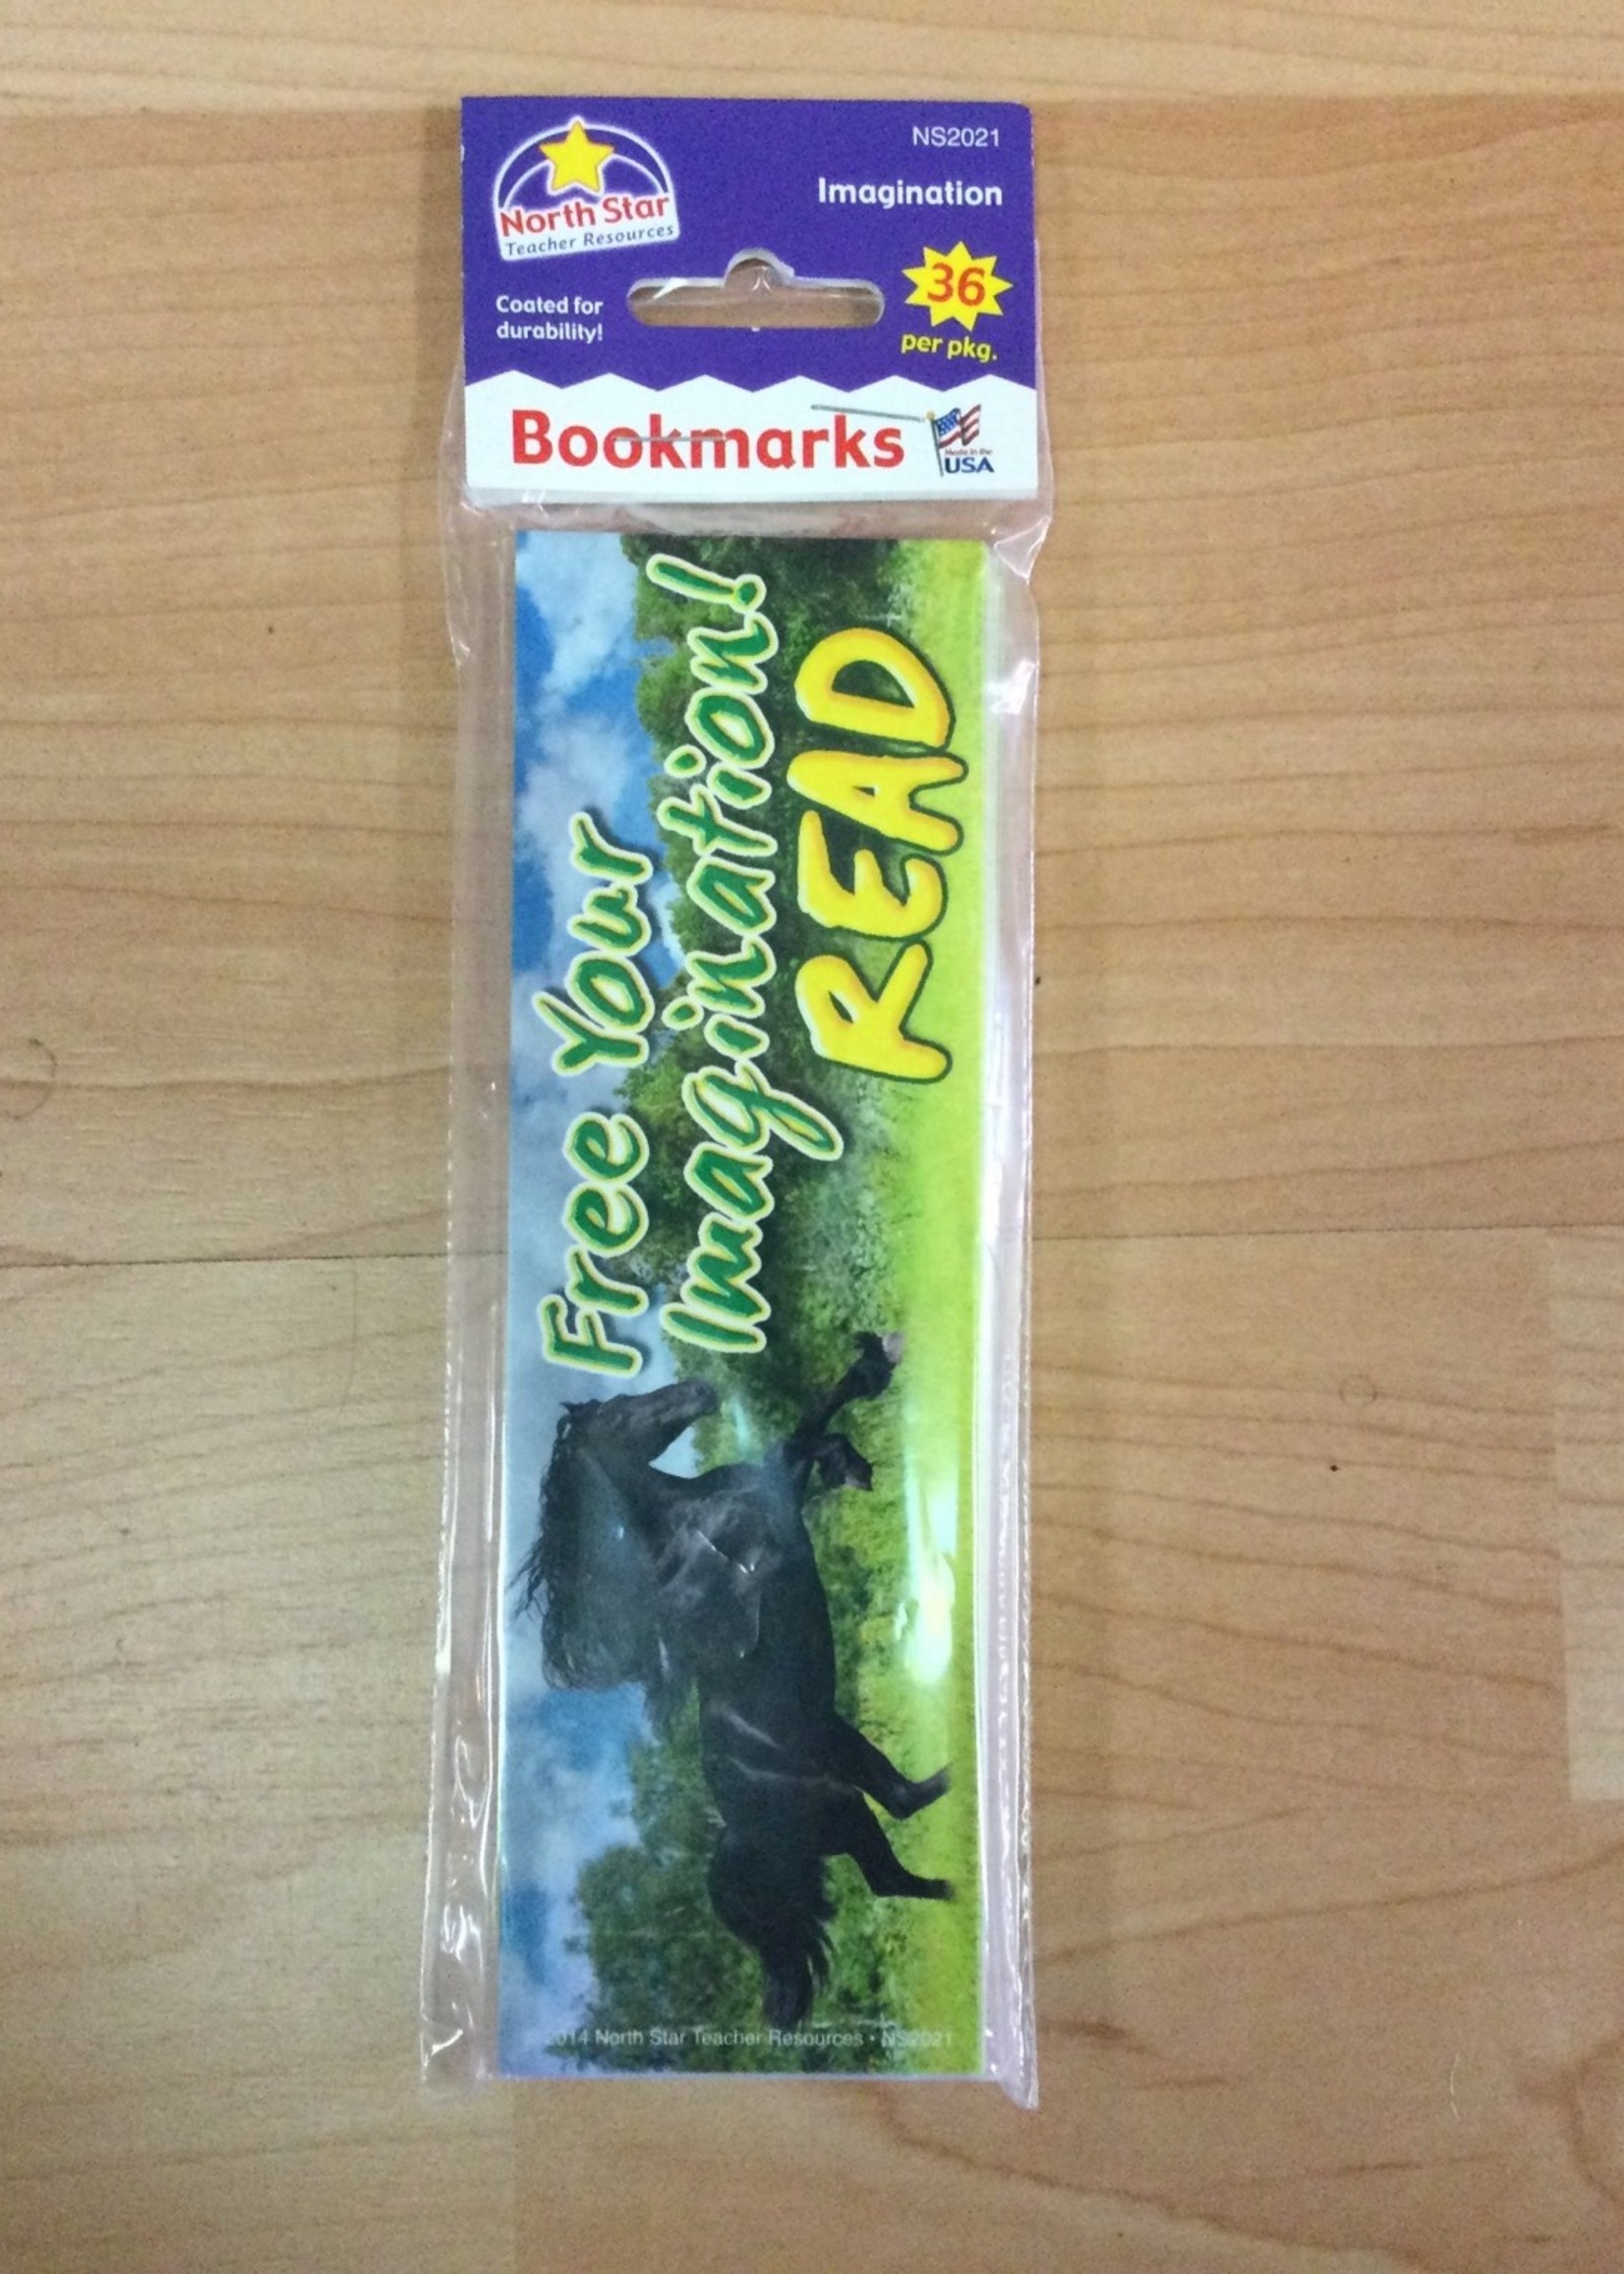 North Star
Teacher Resources
NS2021
Imagination
Coated for
durability!
36
per pkg.
Bookmarks
Made in the
USA
Free Your
Imagination!
READ
2014 North Star Teacher Resources • NS2021